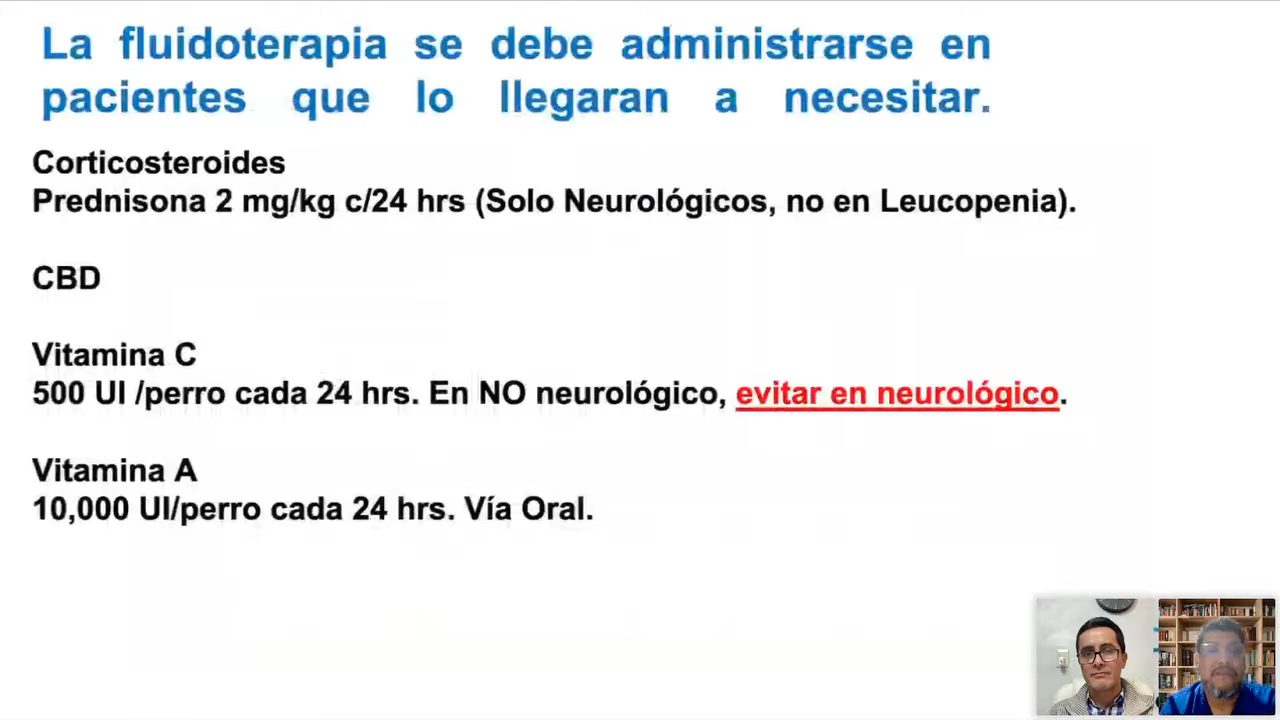 La fluidoterapia se debe administrarse en
pacientes que lo llegaran a necesitar.
Corticosteroides
Prednisona 2 mg/kg c/24 hrs (Solo Neurológicos, no en Leucopenia).
CBD
Vitamina C
500 UI /perro cada 24 hrs. En NO neurológico, evitar en neurológico.
Vitamina A
10,000 UI/perro cada 24 hrs. Vía Oral.